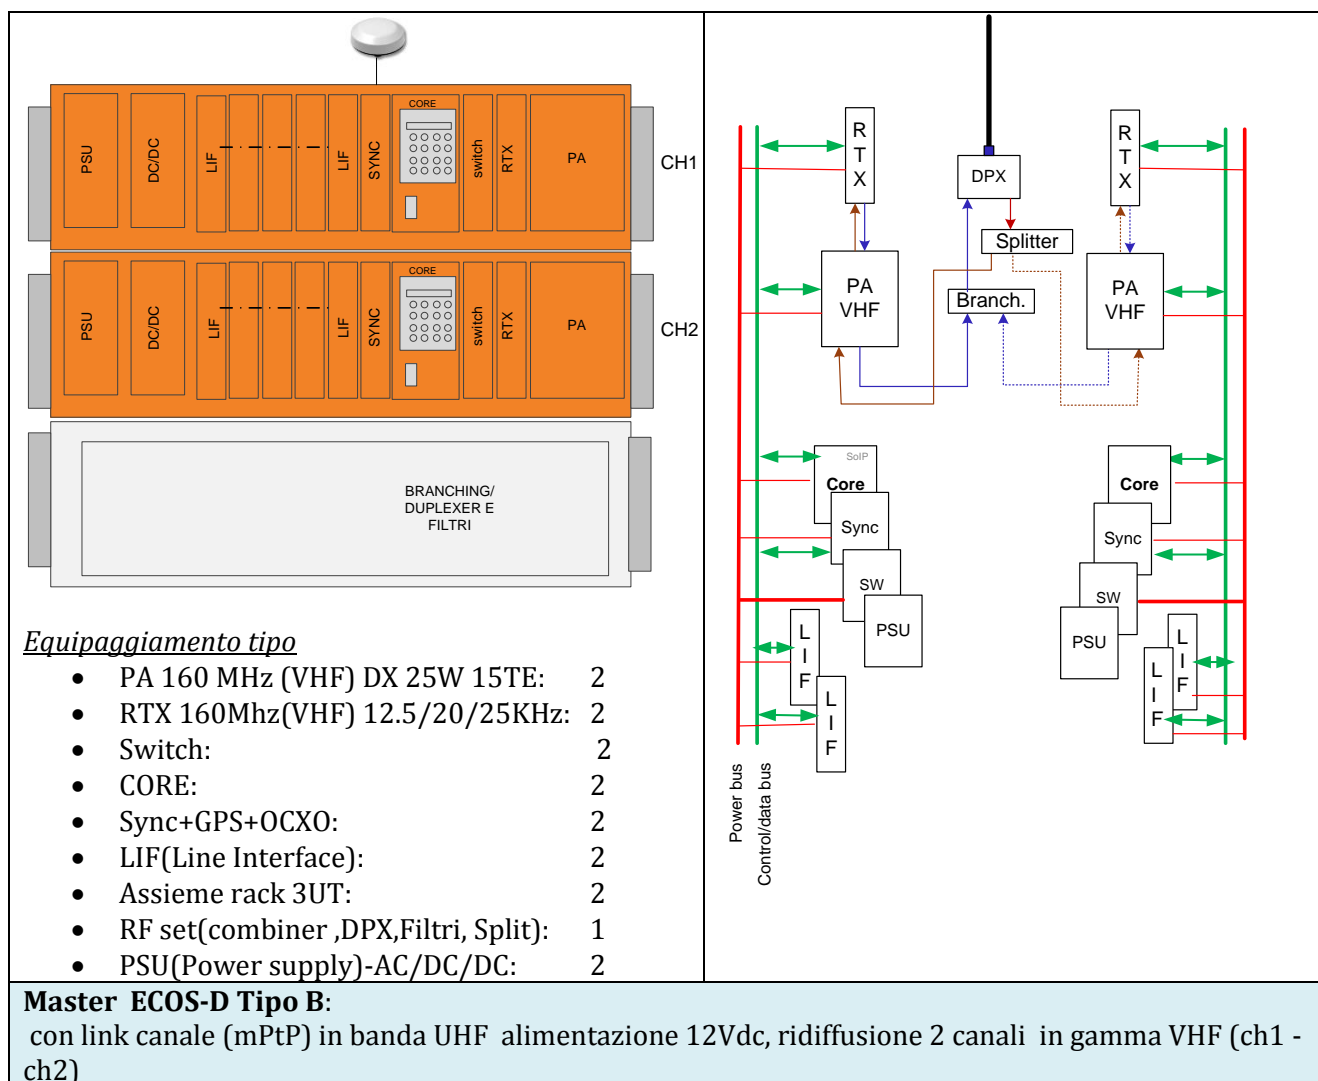 CORE
PSU
DC/DC
LIF
LIF
SYNC
switch
RTX
PA
CH1
CORE
PSU
DC/DC
LIF
LIF
SYNC
switch
RTX
PA
CH2
BRANCHING/
DUPLEXER E
FILTRI
Equipaggiamento tipo
• PA 160 MHz (VHF) DX 25W 15TE: 2
• RTX 160Mhz(VHF) 12.5/20/25KHz: 2
• Switch: 2
• CORE: 2
• Sync+GPS+OCXO: 2
• LIF(Line Interface): 2
• Assieme rack 3UT: 2
• RF set(combiner ,DPX,Filtri, Split): 1
• PSU(Power supply)-AC/DC/DC: 2
R
T
X
DPX
R
T
X
Splitter
PA
VHF
Branch.
PA
VHF
SoIP
Core
Sync
SW
PSU
L
I
F
L
I
F
Core
Sync
SW
PSU
L
I
F
L
I
F
Power bus
Control/data bus
Master ECOS-D Tipo B:
con link canale (mPtP) in banda UHF alimentazione 12Vdc, ridiffusione 2 canali in gamma VHF (ch1 -
ch2)